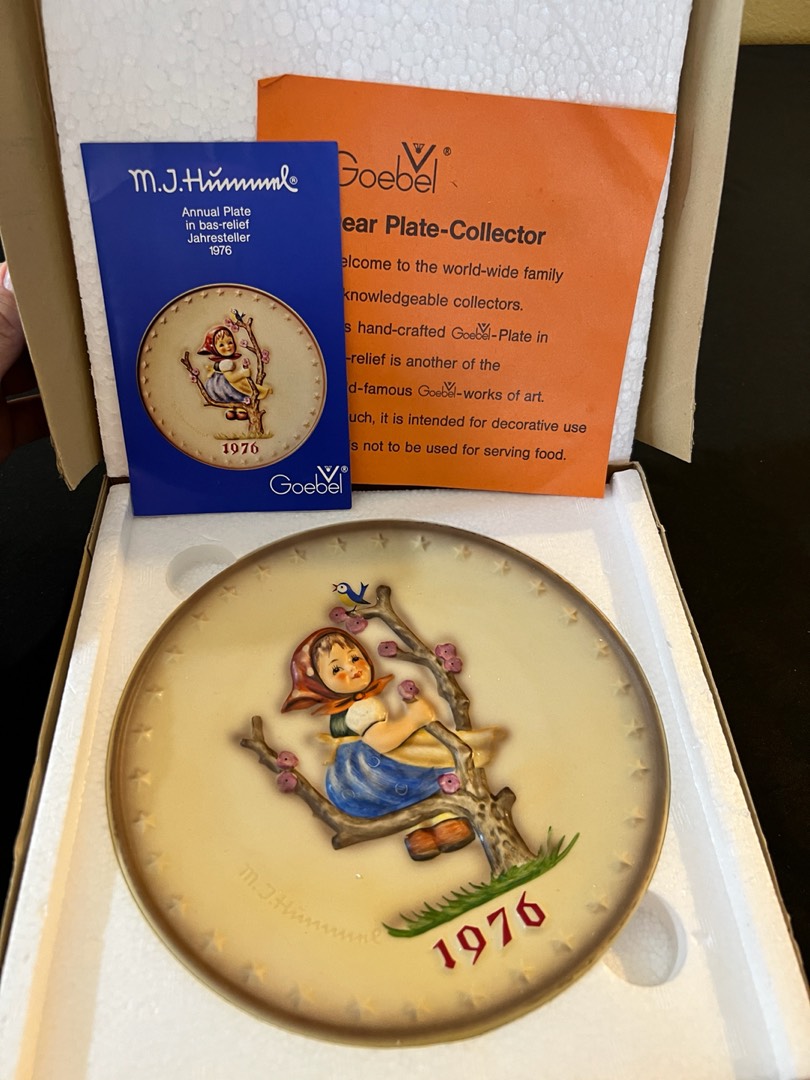 M.J.Hummel®
Annual Plate
in bas-relief
Jahresteller
1976
1976
Goebel®
Goebel®
ear Plate-Collector
elcome to the world-wide family
knowledgeable collectors.
s hand-crafted Goebel-Plate in
-relief is another of the
d-famous Goebel-works of art.
uch, it is intended for decorative use
s not to be used for serving food.
M.J.Hummel
1976